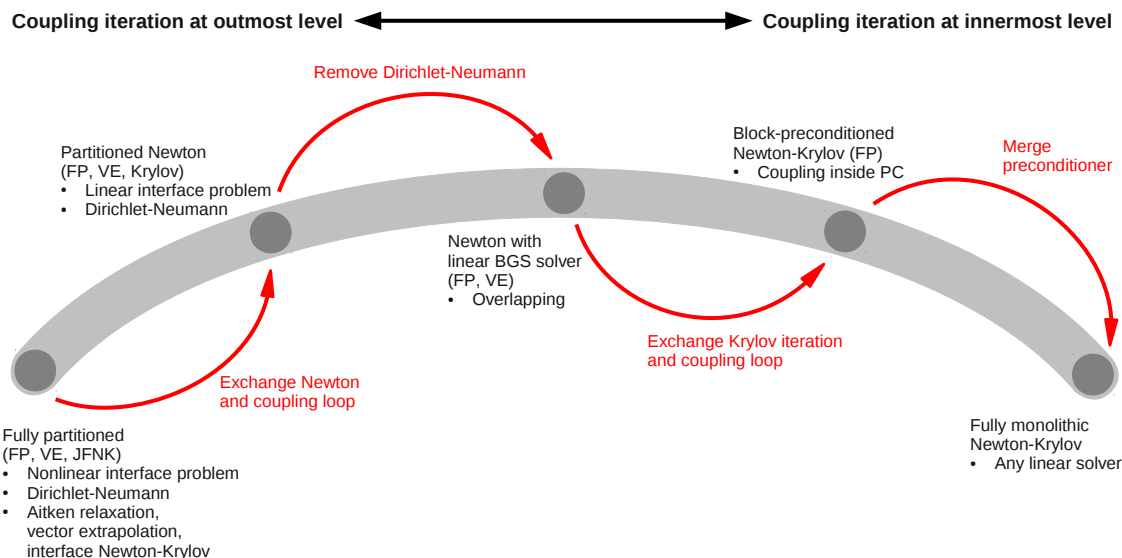 Coupling iteration at outmost level
Coupling iteration at innermost level
Remove Dirichlet-Neumann
Partitioned Newton
(FP, VE, Krylov)
• Linear interface problem
• Dirichlet-Neumann
Block-preconditioned
Newton-Krylov (FP)
• Coupling inside PC
Merge
preconditioner
Newton with
linear BGS solver
(FP, VE)
• Overlapping
Exchange Krylov iteration
and coupling loop
Exchange Newton
and coupling loop
Fully partitioned
(FP, VE, JFNK)
• Nonlinear interface problem
• Dirichlet-Neumann
• Aitken relaxation,
vector extrapolation,
interface Newton-Krylov
Fully monolithic
Newton-Krylov
• Any linear solver